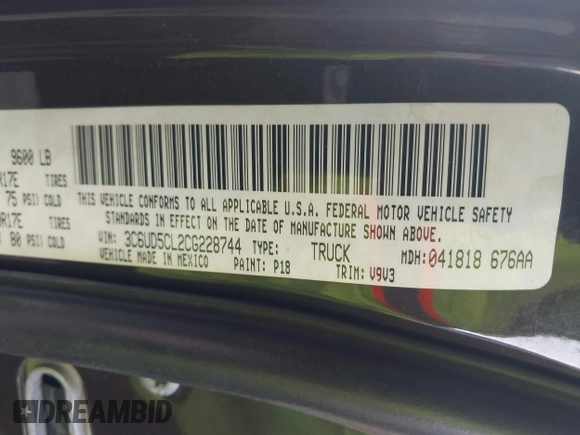 9600 LB
R17E TIRES
75 PSI COLD
R17E TIRES
80 PSI COLD
THIS VEHICLE CONFORMS TO ALL APPLICABLE U.S.A. FEDERAL MOTOR VEHICLE SAFETY
STANDARDS IN EFFECT ON THE DATE OF MANUFACTURE SHOWN ABOVE.
VIN: 3C6UD5CL2CG228744 TYPE: TRUCK MDH: 041818 676AA
VEHICLE MADE IN MEXICO PAINT: P18 TRIM: V9V3
DREAMBID